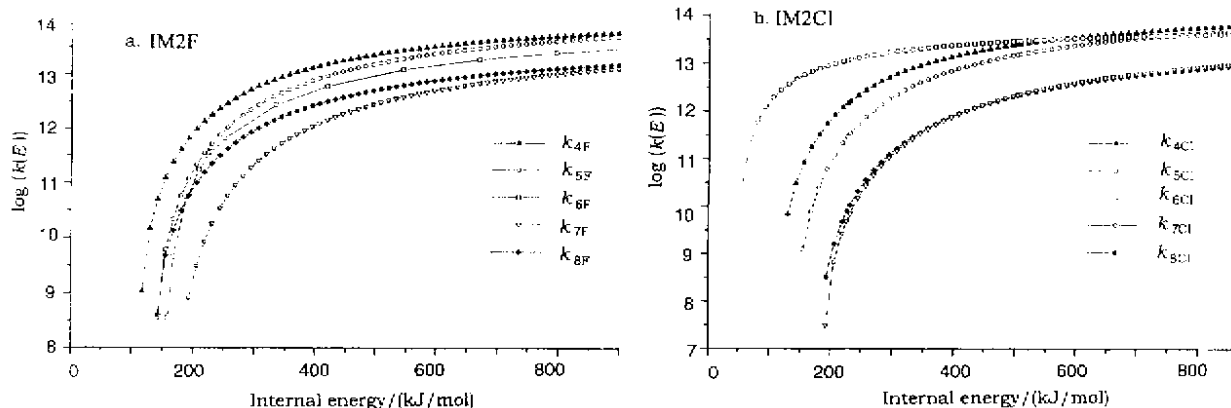 a. IM2F
14
13
12
11
10
9
8
log (k(E))
k4F
k5F
k6F
k7F
k8F
0
200
400
600
800
Internal energy/(kJ/mol)
b. IM2Cl
14
13
12
11
10
9
8
7
log (k(E))
k4Cl
k5Cl
k6Cl
k7Cl
k8Cl
0
200
400
600
800
Internal energy/(kJ/mol)